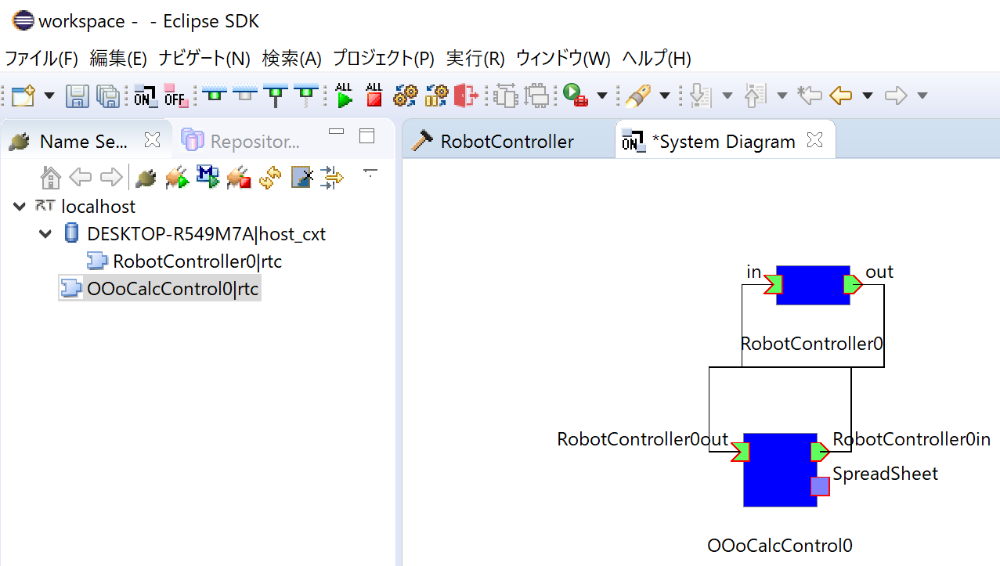 workspace -  - Eclipse SDK
ファイル(F) 編集(E) ナビゲート(N) 検索(A) プロジェクト(P) 実行(R) ウィンドウ(W) ヘルプ(H)
ON OFF ALL ALL
Name Se... Repositor... RobotController ON *System Diagram
RT localhost
DESKTOP-R549M7A|host_cxt
RobotController0|rtc
OOoCalcControl0|rtc
in out
RobotController0
RobotController0out RobotController0in
SpreadSheet
OOoCalcControl0